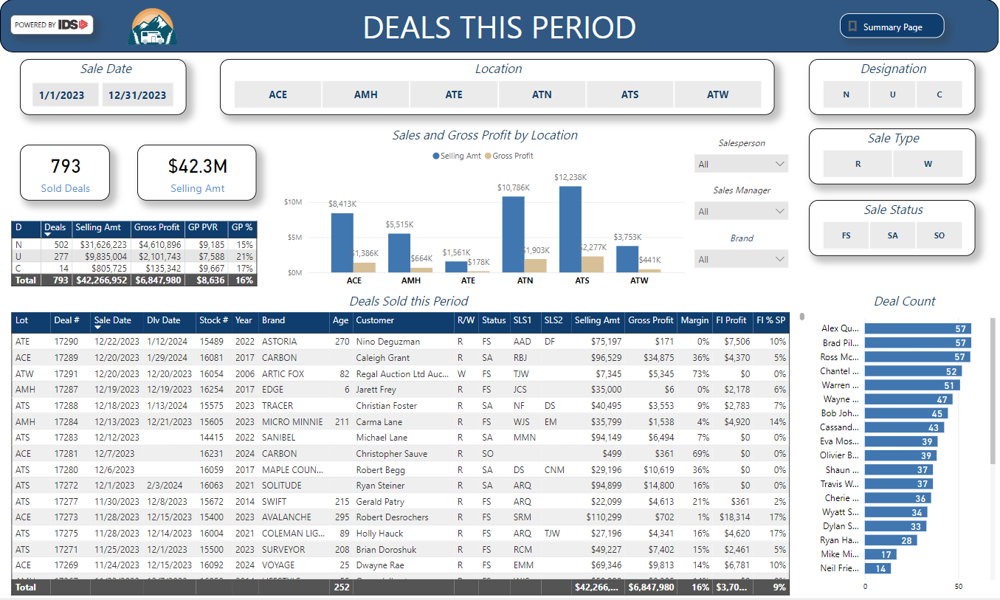 POWERED BY IDS
DEALS THIS PERIOD
Summary Page
Sale Date
1/1/2023 12/31/2023
Location
ACE AMH ATE ATN ATS ATW
Designation
N U C
793
Sold Deals
$42.3M
Selling Amt
Sales and Gross Profit by Location
Selling Amt Gross Profit
$10M
$5M
$0M
$8,413K $1,386K
$5,515K $664K
$1,561K $178K
$10,786K $1,903K
$12,238K $2,277K
$3,753K $441K
ACE AMH ATE ATN ATS ATW
Salesperson
All
Sales Manager
All
Brand
All
Sale Type
R W
Sale Status
FS SA SO
D Deals Selling Amt Gross Profit GP PVR GP %
N 502 $31,626,223 $4,610,896 $9,185 15%
U 277 $9,835,004 $2,101,743 $7,588 21%
C 14 $805,725 $135,342 $9,667 17%
Total 793 $42,266,952 $6,847,980 $8,636 16%
Deals Sold this Period
Lot Deal # Sale Date Dlv Date Stock # Year Brand Age Customer R/W Status SLS1 SLS2 Selling Amt Gross Profit Margin FI Profit FI % SP
ATE 17290 12/22/2023 1/12/2024 15489 2022 ASTORIA 270 Nino Deguzman R FS AAD DF $75,197 $171 0% $7,506 10%
ACE 17289 12/20/2023 1/29/2024 16081 2017 CARBON Caleigh Grant R SA RBJ $96,529 $34,875 36% $4,370 5%
ATW 17291 12/20/2023 12/20/2023 16054 2006 ARTIC FOX 82 Regal Auction Ltd Auc... W FS TJW $7,345 $5,345 73% $0 0%
AMH 17287 12/19/2023 12/19/2023 16254 2017 EDGE 6 Jarett Frey R FS JCS $35,000 $6 0% $2,178 6%
ATS 17288 12/18/2023 1/13/2024 15575 2023 TRACER Christian Foster R SA NF DS $40,495 $3,553 9% $2,783 7%
AMH 17284 12/13/2023 12/21/2023 15605 2023 MICRO MINNIE 211 Carma Lane R FS WJS EM $35,799 $1,538 4% $4,920 14%
ATS 17283 12/12/2023 14415 2022 SANIBEL Michael Lane R SA MMN $94,149 $6,494 7% $0 0%
ACE 17281 12/7/2023 16231 2024 CARBON Christopher Sauve R SO $499 $361 69% $0 0%
ATS 17280 12/6/2023 16059 2017 MAPLE COUN... Robert Begg R SA DS CNM $29,196 $10,619 36% $0 0%
ATS 17272 12/1/2023 2/3/2024 16063 2021 SOLITUDE Ryan Steiner R SA ARQ $94,899 $14,800 16% $0 0%
ATS 17277 11/30/2023 12/8/2023 15672 2014 SWIFT 215 Gerald Patry R FS ARQ $22,099 $4,613 21% $361 2%
ACE 17273 11/28/2023 12/15/2023 15400 2023 AVALANCHE 295 Robert Desrochers R FS SRM $110,299 $702 1% $18,314 17%
ATS 17275 11/28/2023 12/14/2023 16004 2021 COLEMAN LIG... 89 Holly Hauck R FS ARQ TJW $27,196 $4,341 16% $4,620 17%
ATS 17271 11/25/2023 12/1/2023 15500 2023 SURVEYOR 208 Brian Doroshuk R FS RCM $49,227 $7,402 15% $2,461 5%
ACE 17269 11/24/2023 12/15/2023 16092 2024 VOYAGE 25 Dwayne Rae R FS EMM $69,346 $9,813 14% $6,781 10%
Total 252 $42,266,... $6,847,980 16% $3,70... 9%
Deal Count
Alex Qu... 57
Brad Pil... 57
Ross Mc... 57
Chantel ... 52
Warren ... 51
Wayne ... 47
Bob Joh... 45
Cassand... 43
Eva Mos... 39
Olivier B... 39
Shaun ... 37
Travis W... 37
Cherie ... 36
Wyatt S... 34
Dylan S... 33
Ryan Ha... 28
Mike Mi... 17
Neil Frie... 14
0 50